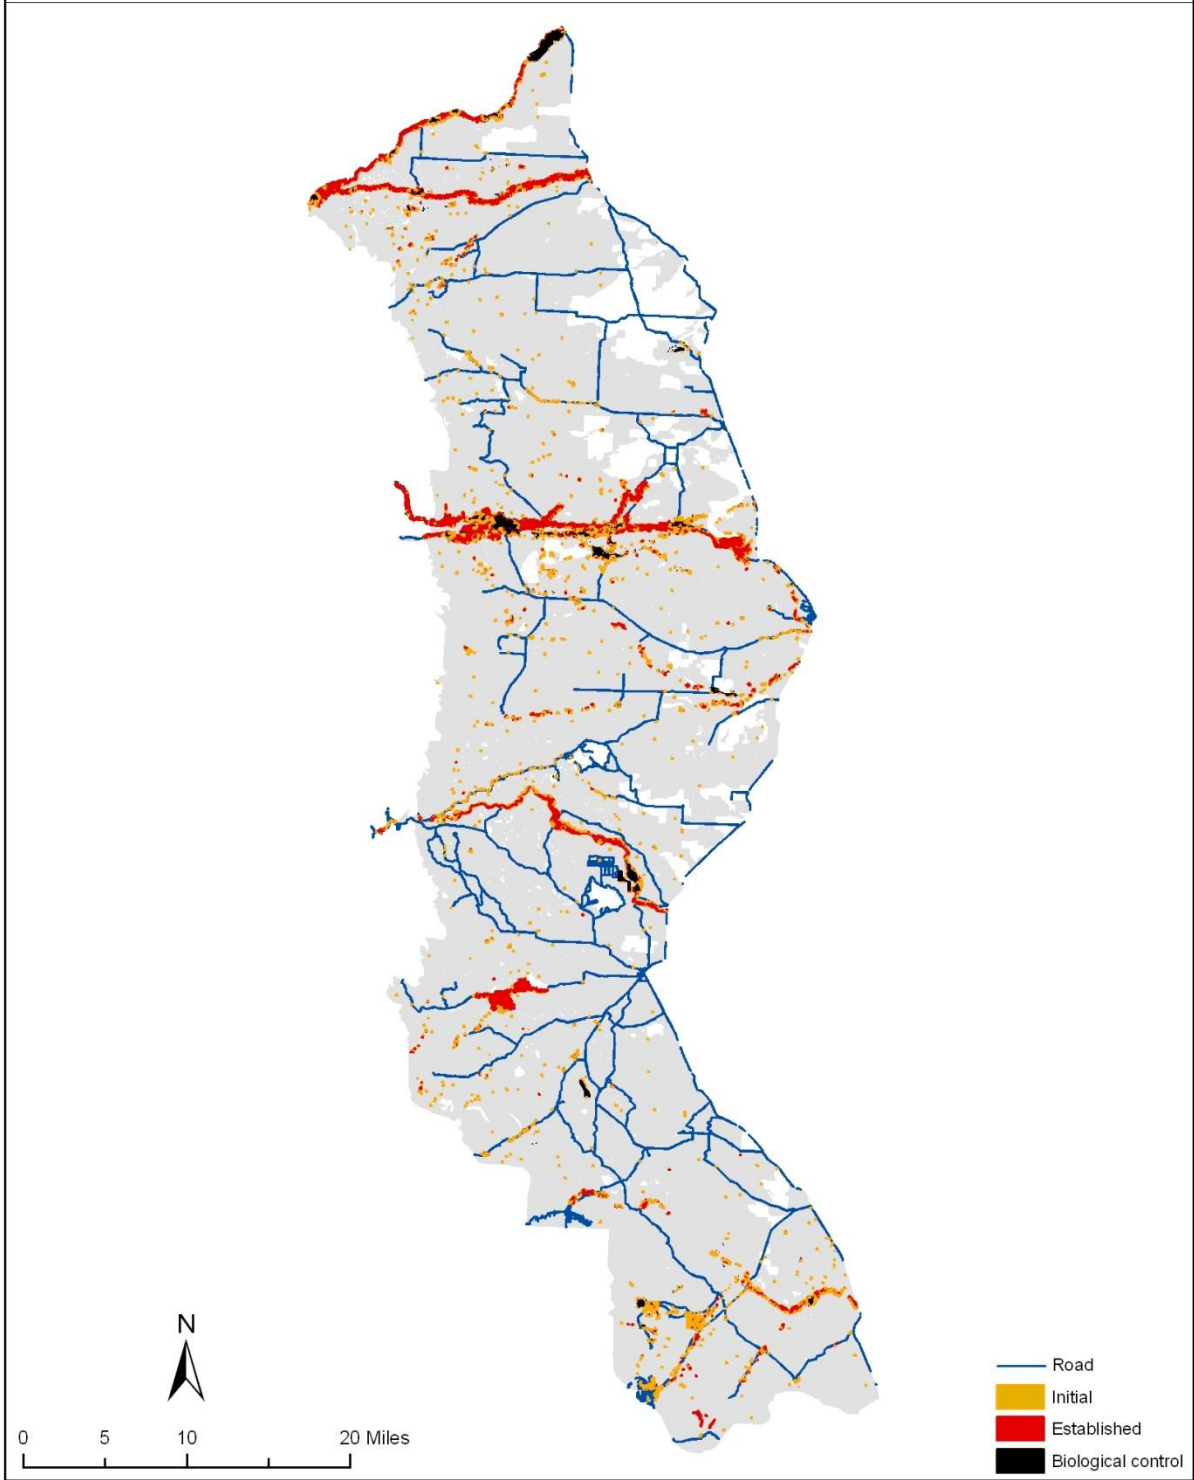 N
0 5 10 20 Miles
Road
Initial
Established
Biological control